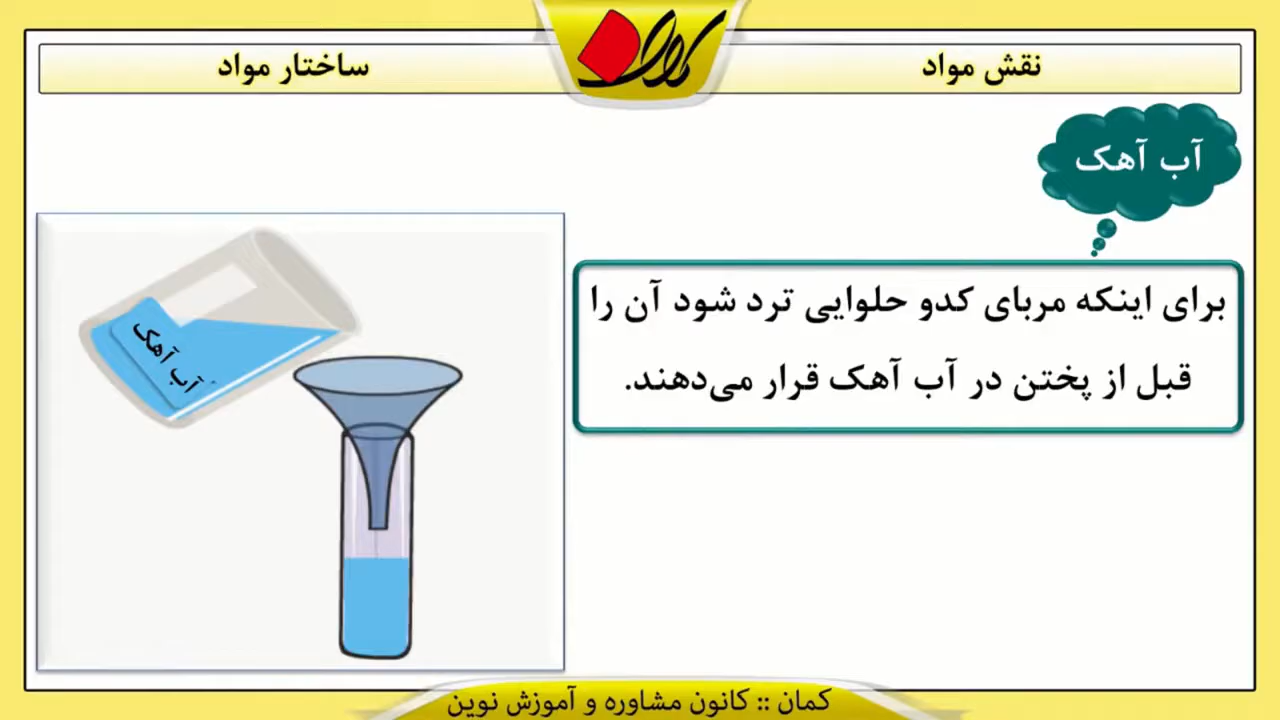 نقش مواد
ساختار مواد
کمان
آب آهک
برای اینکه مربای کدو حلوایی ترد شود آن را
قبل از پختن در آب آهک قرار می‌دهند.
آب آهک
کمان :: کانون مشاوره و آموزش نوین